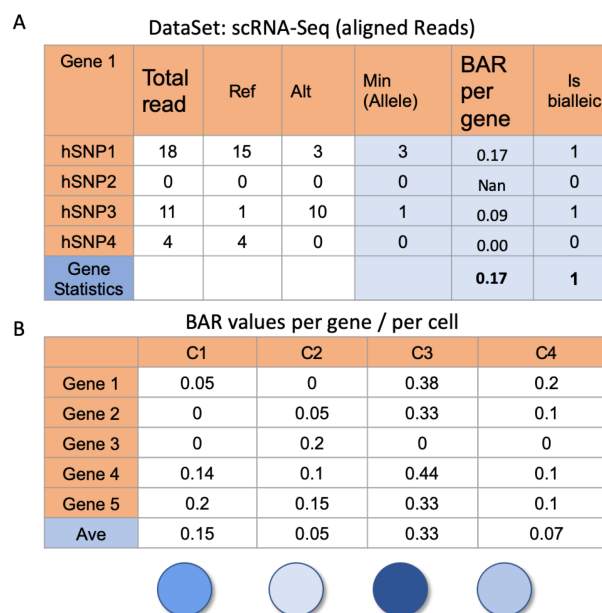 A
DataSet: scRNA-Seq (aligned Reads)
Gene 1 Total read Ref Alt Min (Allele) BAR per gene Is bialleic
hSNP1 18 15 3 3 0.17 1
hSNP2 0 0 0 0 Nan 0
hSNP3 11 1 10 1 0.09 1
hSNP4 4 4 0 0 0.00 0
Gene Statistics 0.17 1
B
BAR values per gene / per cell
C1 C2 C3 C4
Gene 1 0.05 0 0.38 0.2
Gene 2 0 0.05 0.33 0.1
Gene 3 0 0.2 0 0
Gene 4 0.14 0.1 0.44 0.1
Gene 5 0.2 0.15 0.33 0.1
Ave 0.15 0.05 0.33 0.07